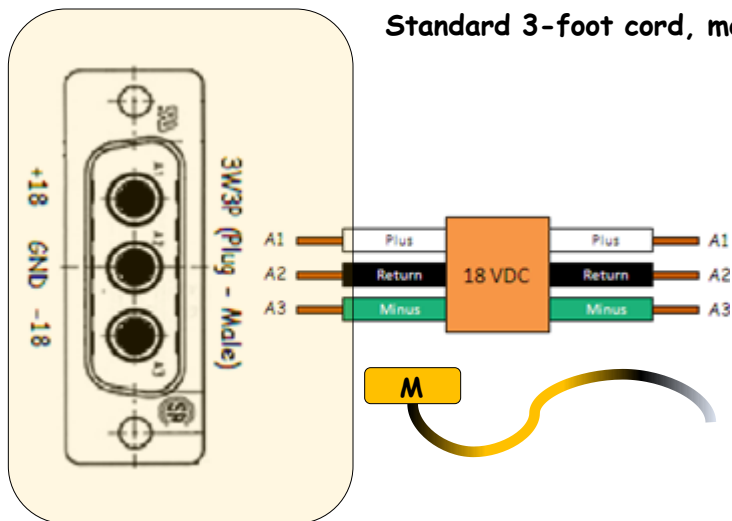 Standard 3-foot cord, m
+18 GND -18
A1
A2
A3
3W3P (Plug - Male)
A1 Plus Plus A1
A2 Return 18 VDC Return A2
A3 Minus Minus A3
M